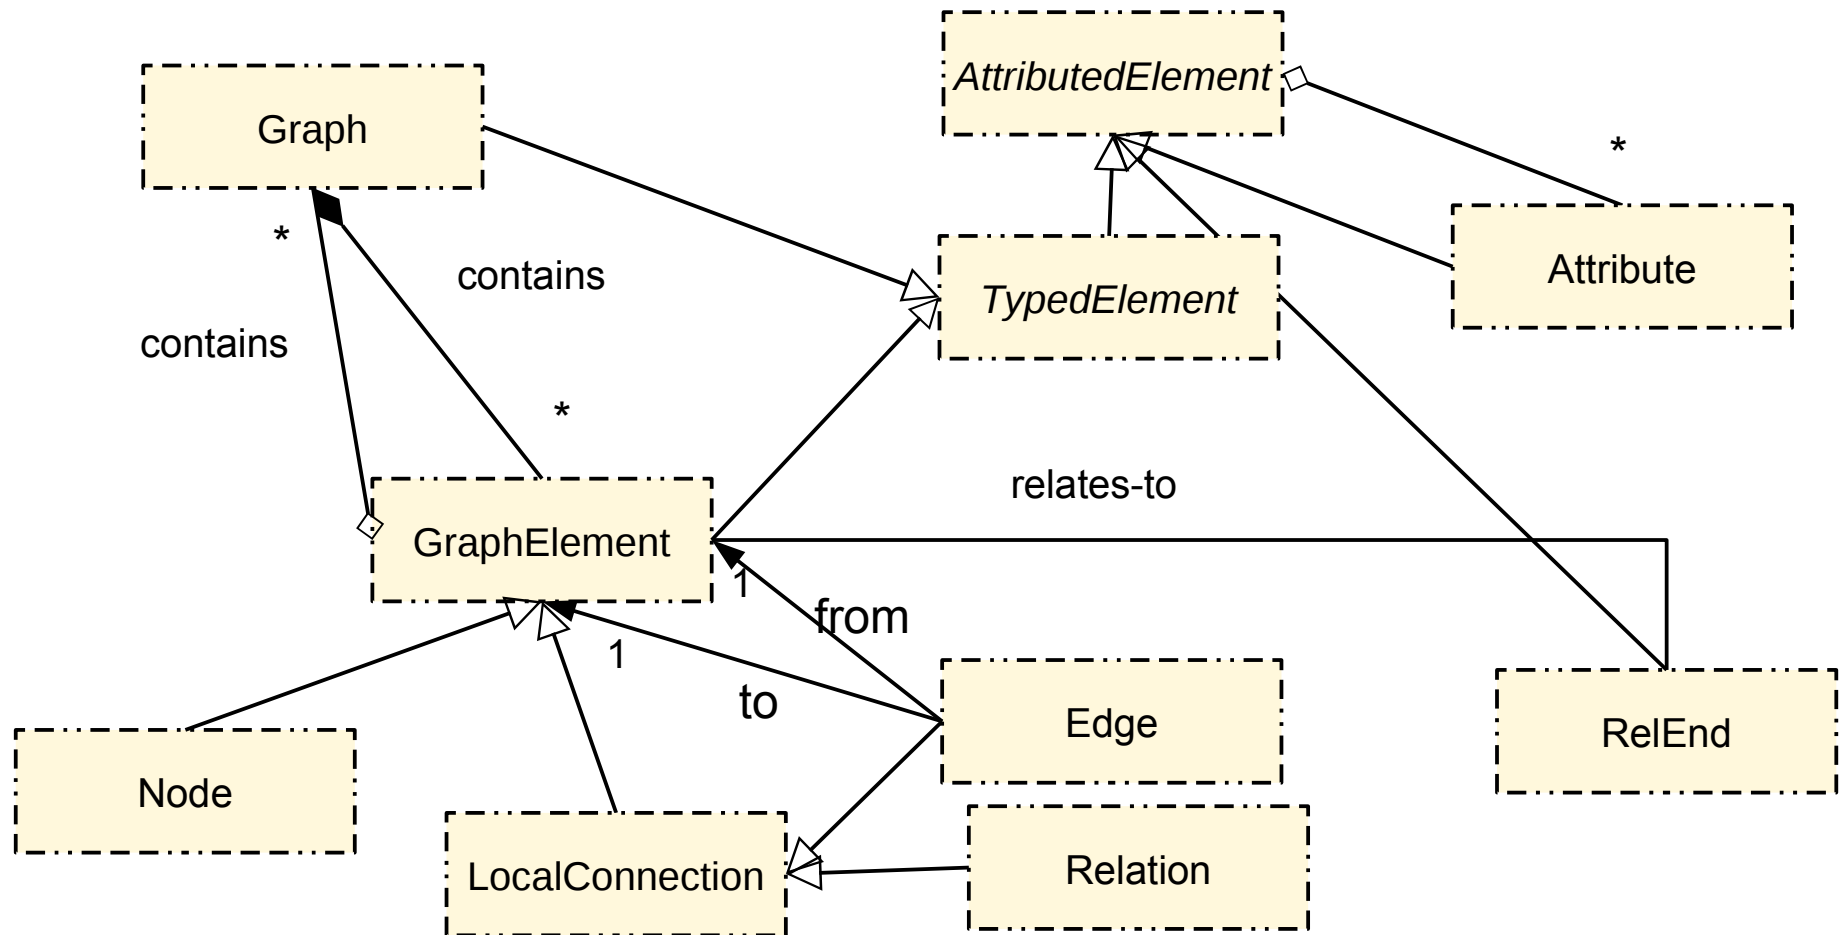 AttributedElement
Graph
*
*
contains
Attribute
TypedElement
contains
*
relates-to
GraphElement
1
from
1
to
Edge
RelEnd
Node
LocalConnection
Relation